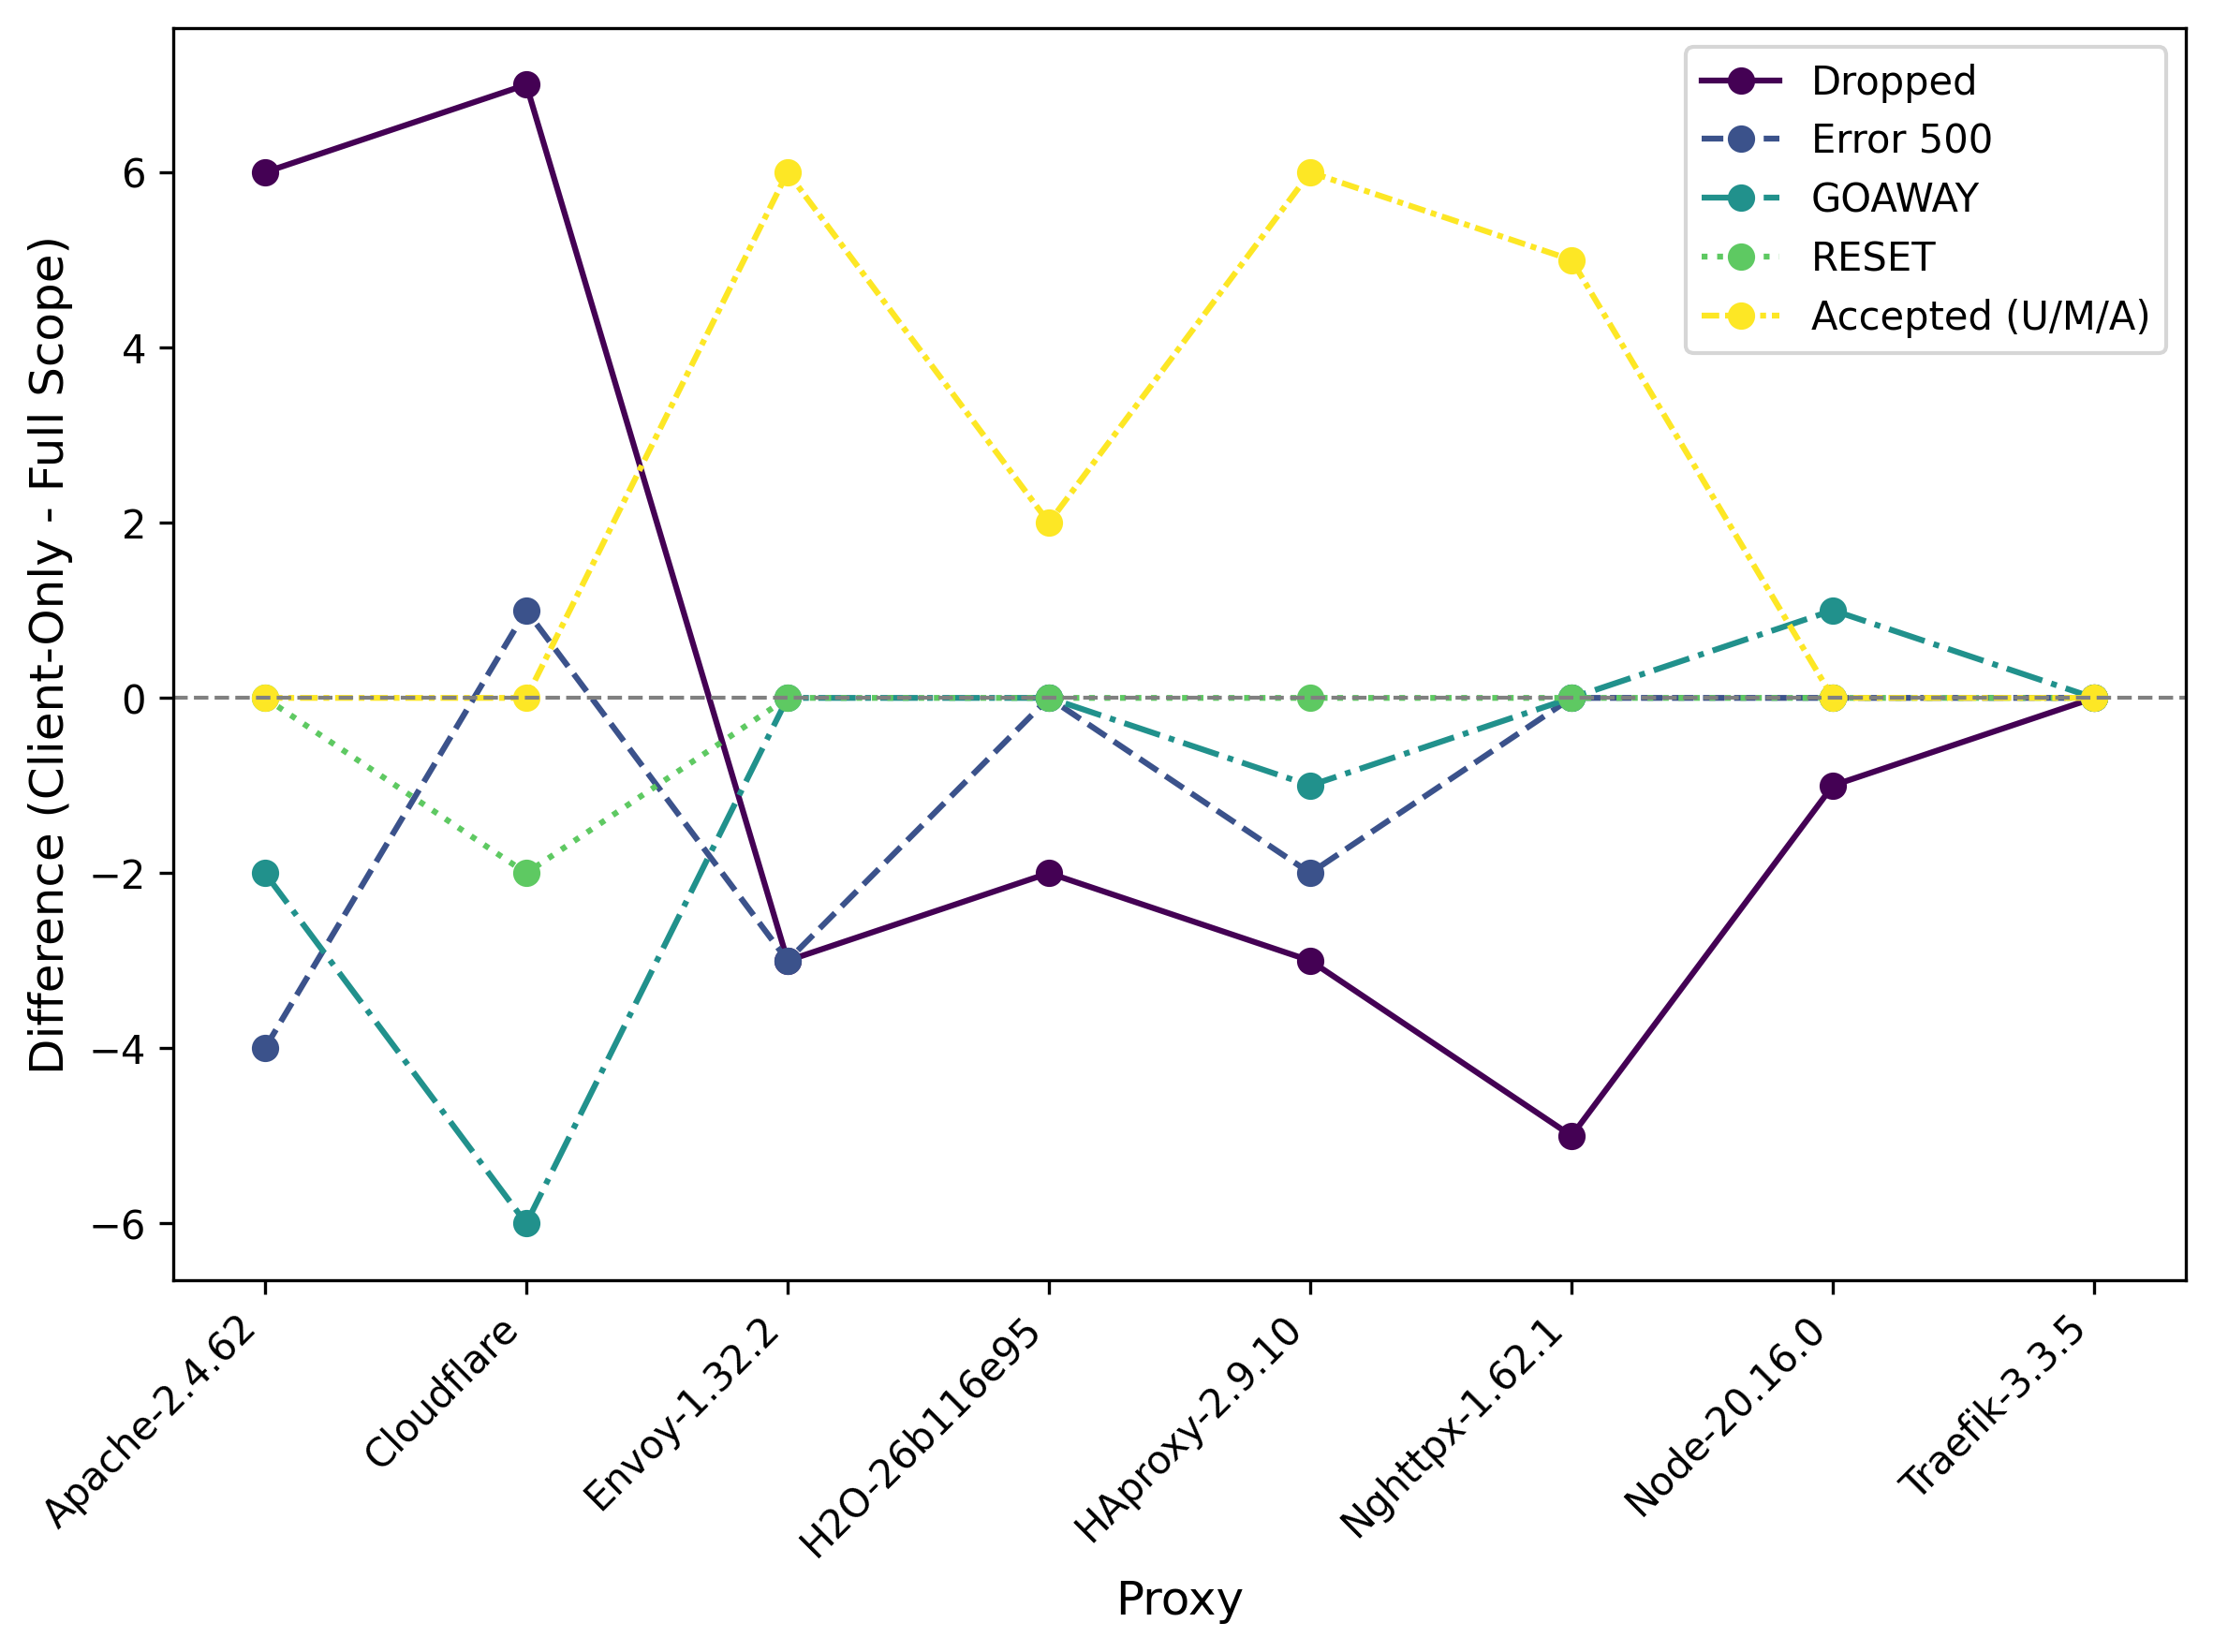 Dropped
Error 500
GOAWAY
RESET
Accepted (U/M/A)
Difference (Client-Only - Full Scope)
6
4
2
0
−2
−4
−6
Apache-2.4.62
Cloudflare
Envoy-1.32.2
H2O-26b116e95
HAproxy-2.9.10
Nghttpx-1.62.1
Node-20.16.0
Traefik-3.3.5
Proxy